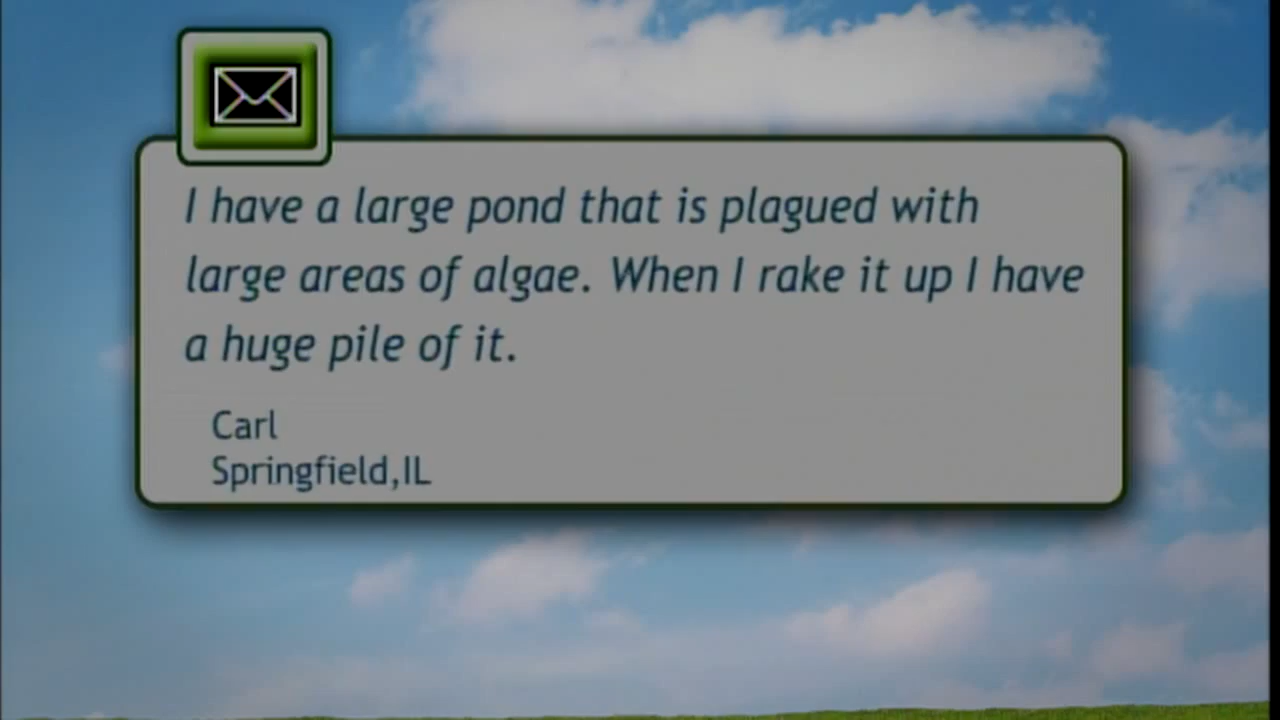 I have a large pond that is plagued with
large areas of algae. When I rake it up I have
a huge pile of it.
Carl
Springfield,IL